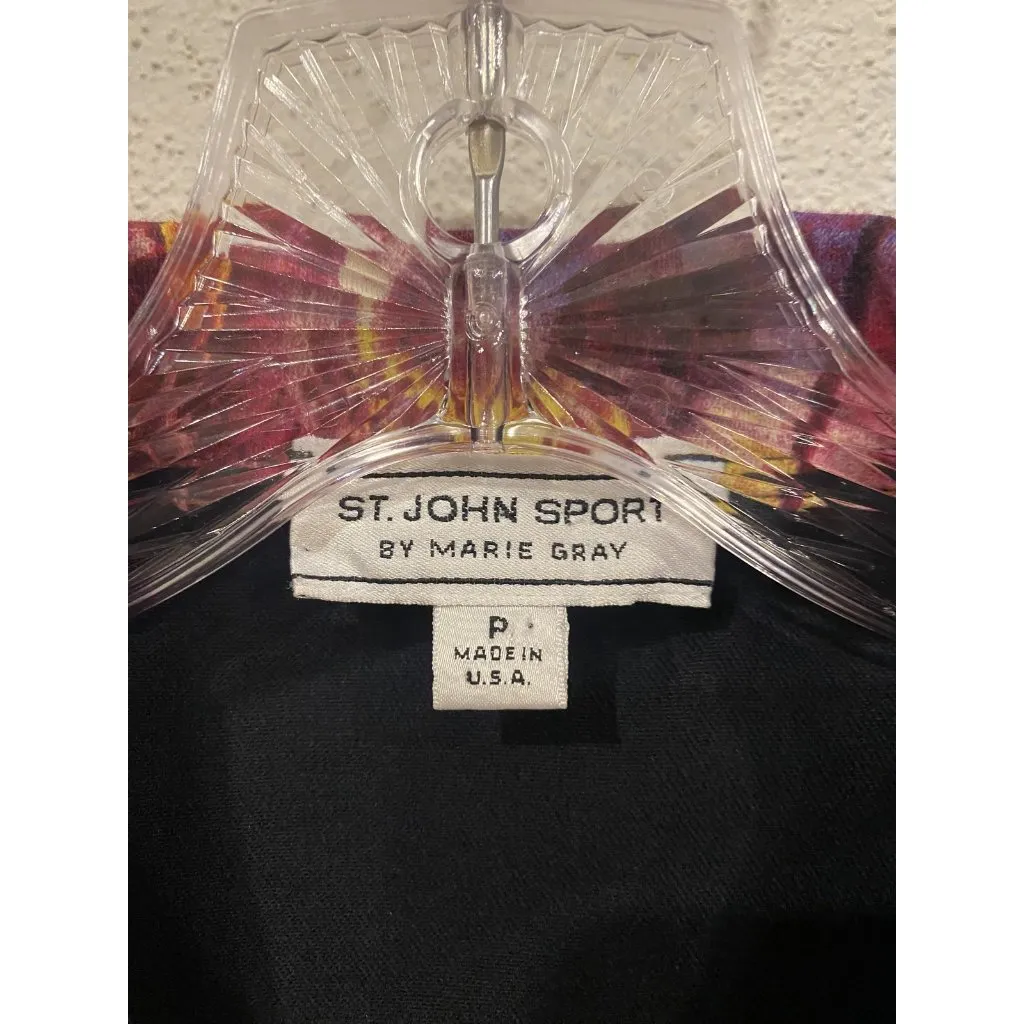 ST. JOHN SPORT
BY MARIE GRAY
P
MADE IN
U.S.A.